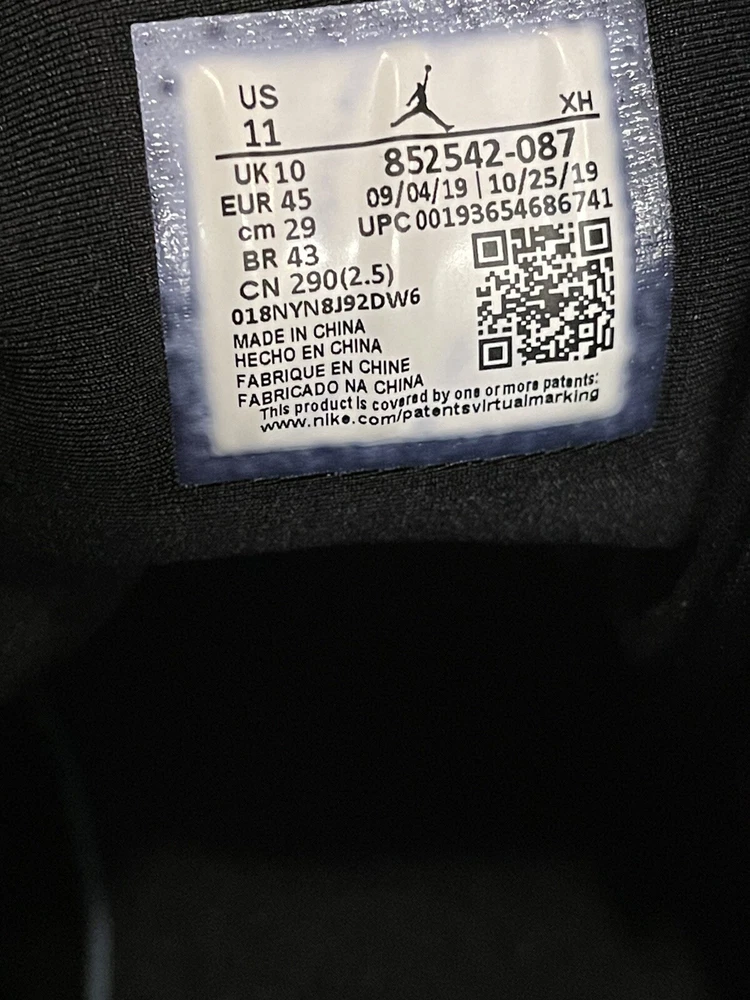 US
11
XH
UK 10
EUR 45
cm 29
BR 43
CN 290(2.5)
852542-087
09/04/19 | 10/25/19
UPC 00193654686741
018NYN8J92DW6
MADE IN CHINA
HECHO EN CHINA
FABRIQUE EN CHINE
FABRICADO NA CHINA
This product is covered by one or more patents:
www.nike.com/patentsvirtualmarking